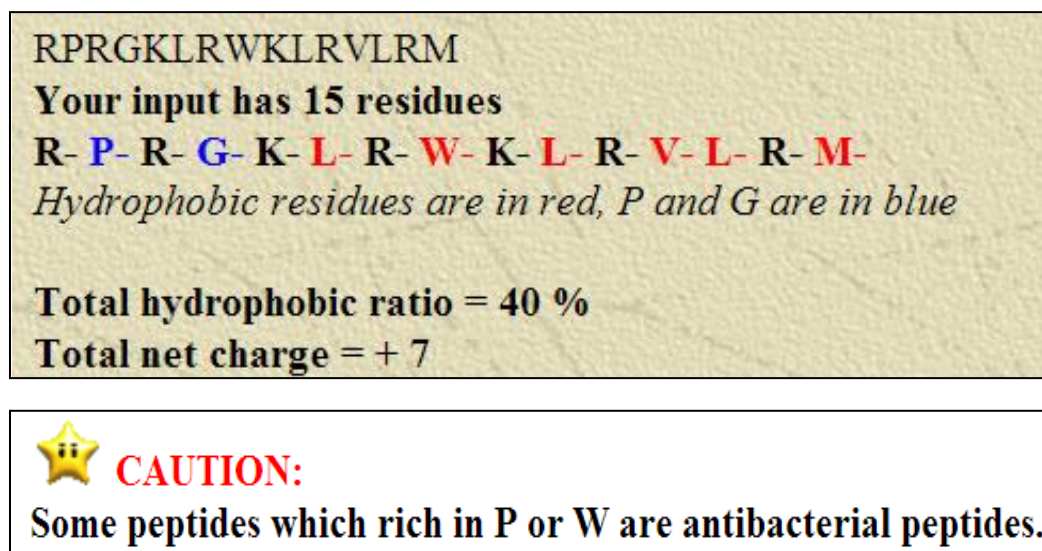 RPRGKLRWKLRVLRM
Your input has 15 residues
R- P- R- G- K- L- R- W- K- L- R- V- L- R- M-
Hydrophobic residues are in red, P and G are in blue
Total hydrophobic ratio = 40 %
Total net charge = + 7
CAUTION:
Some peptides which rich in P or W are antibacterial peptides.